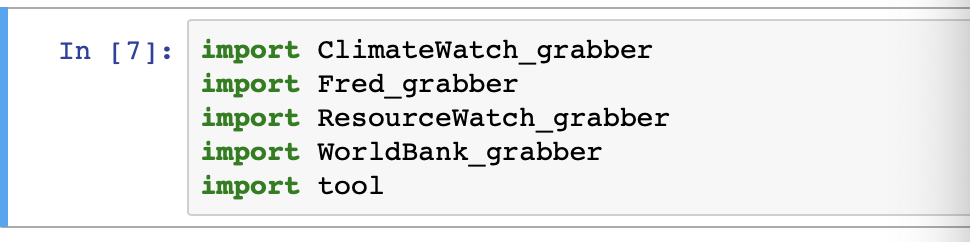 In [7]: import ClimateWatch_grabber
import Fred_grabber
import ResourceWatch_grabber
import WorldBank_grabber
import tool